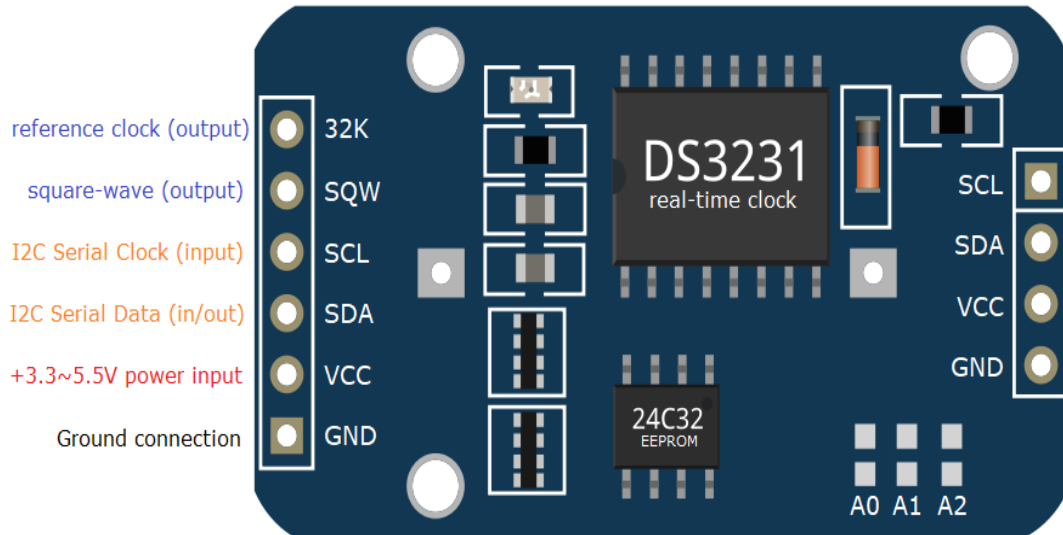 reference clock (output)
32K
square-wave (output)
SQW
I2C Serial Clock (input)
SCL
I2C Serial Data (in/out)
SDA
+3.3~5.5V power input
VCC
Ground connection
GND
DS3231
real-time clock
24C32
EEPROM
SCL
SDA
VCC
GND
A0 A1 A2